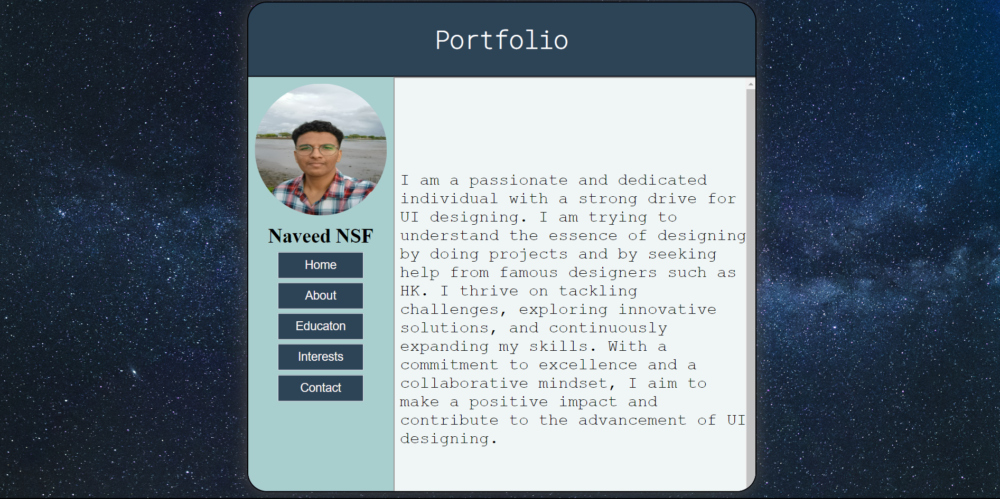 Portfolio
Naveed NSF
Home
About
Educaton
Interests
Contact
I am a passionate and dedicated
individual with a strong drive for
UI designing. I am trying to
understand the essence of designing
by doing projects and by seeking
help from famous designers such as
HK. I thrive on tackling
challenges, exploring innovative
solutions, and continuously
expanding my skills. With a
commitment to excellence and a
collaborative mindset, I aim to
make a positive impact and
contribute to the advancement of UI
designing.